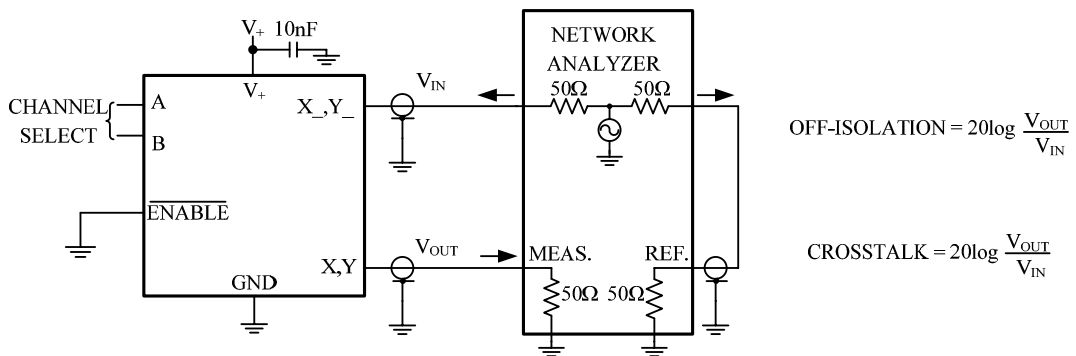 V+ 10nF
V+
CHANNEL
SELECT
A
B
X_,Y_
VIN
ENABLE
X,Y
VOUT
GND
NETWORK
ANALYZER
50Ω 50Ω
MEAS. REF.
50Ω 50Ω
OFF-ISOLATION = 20log VOUT/VIN
CROSSTALK = 20log VOUT/VIN